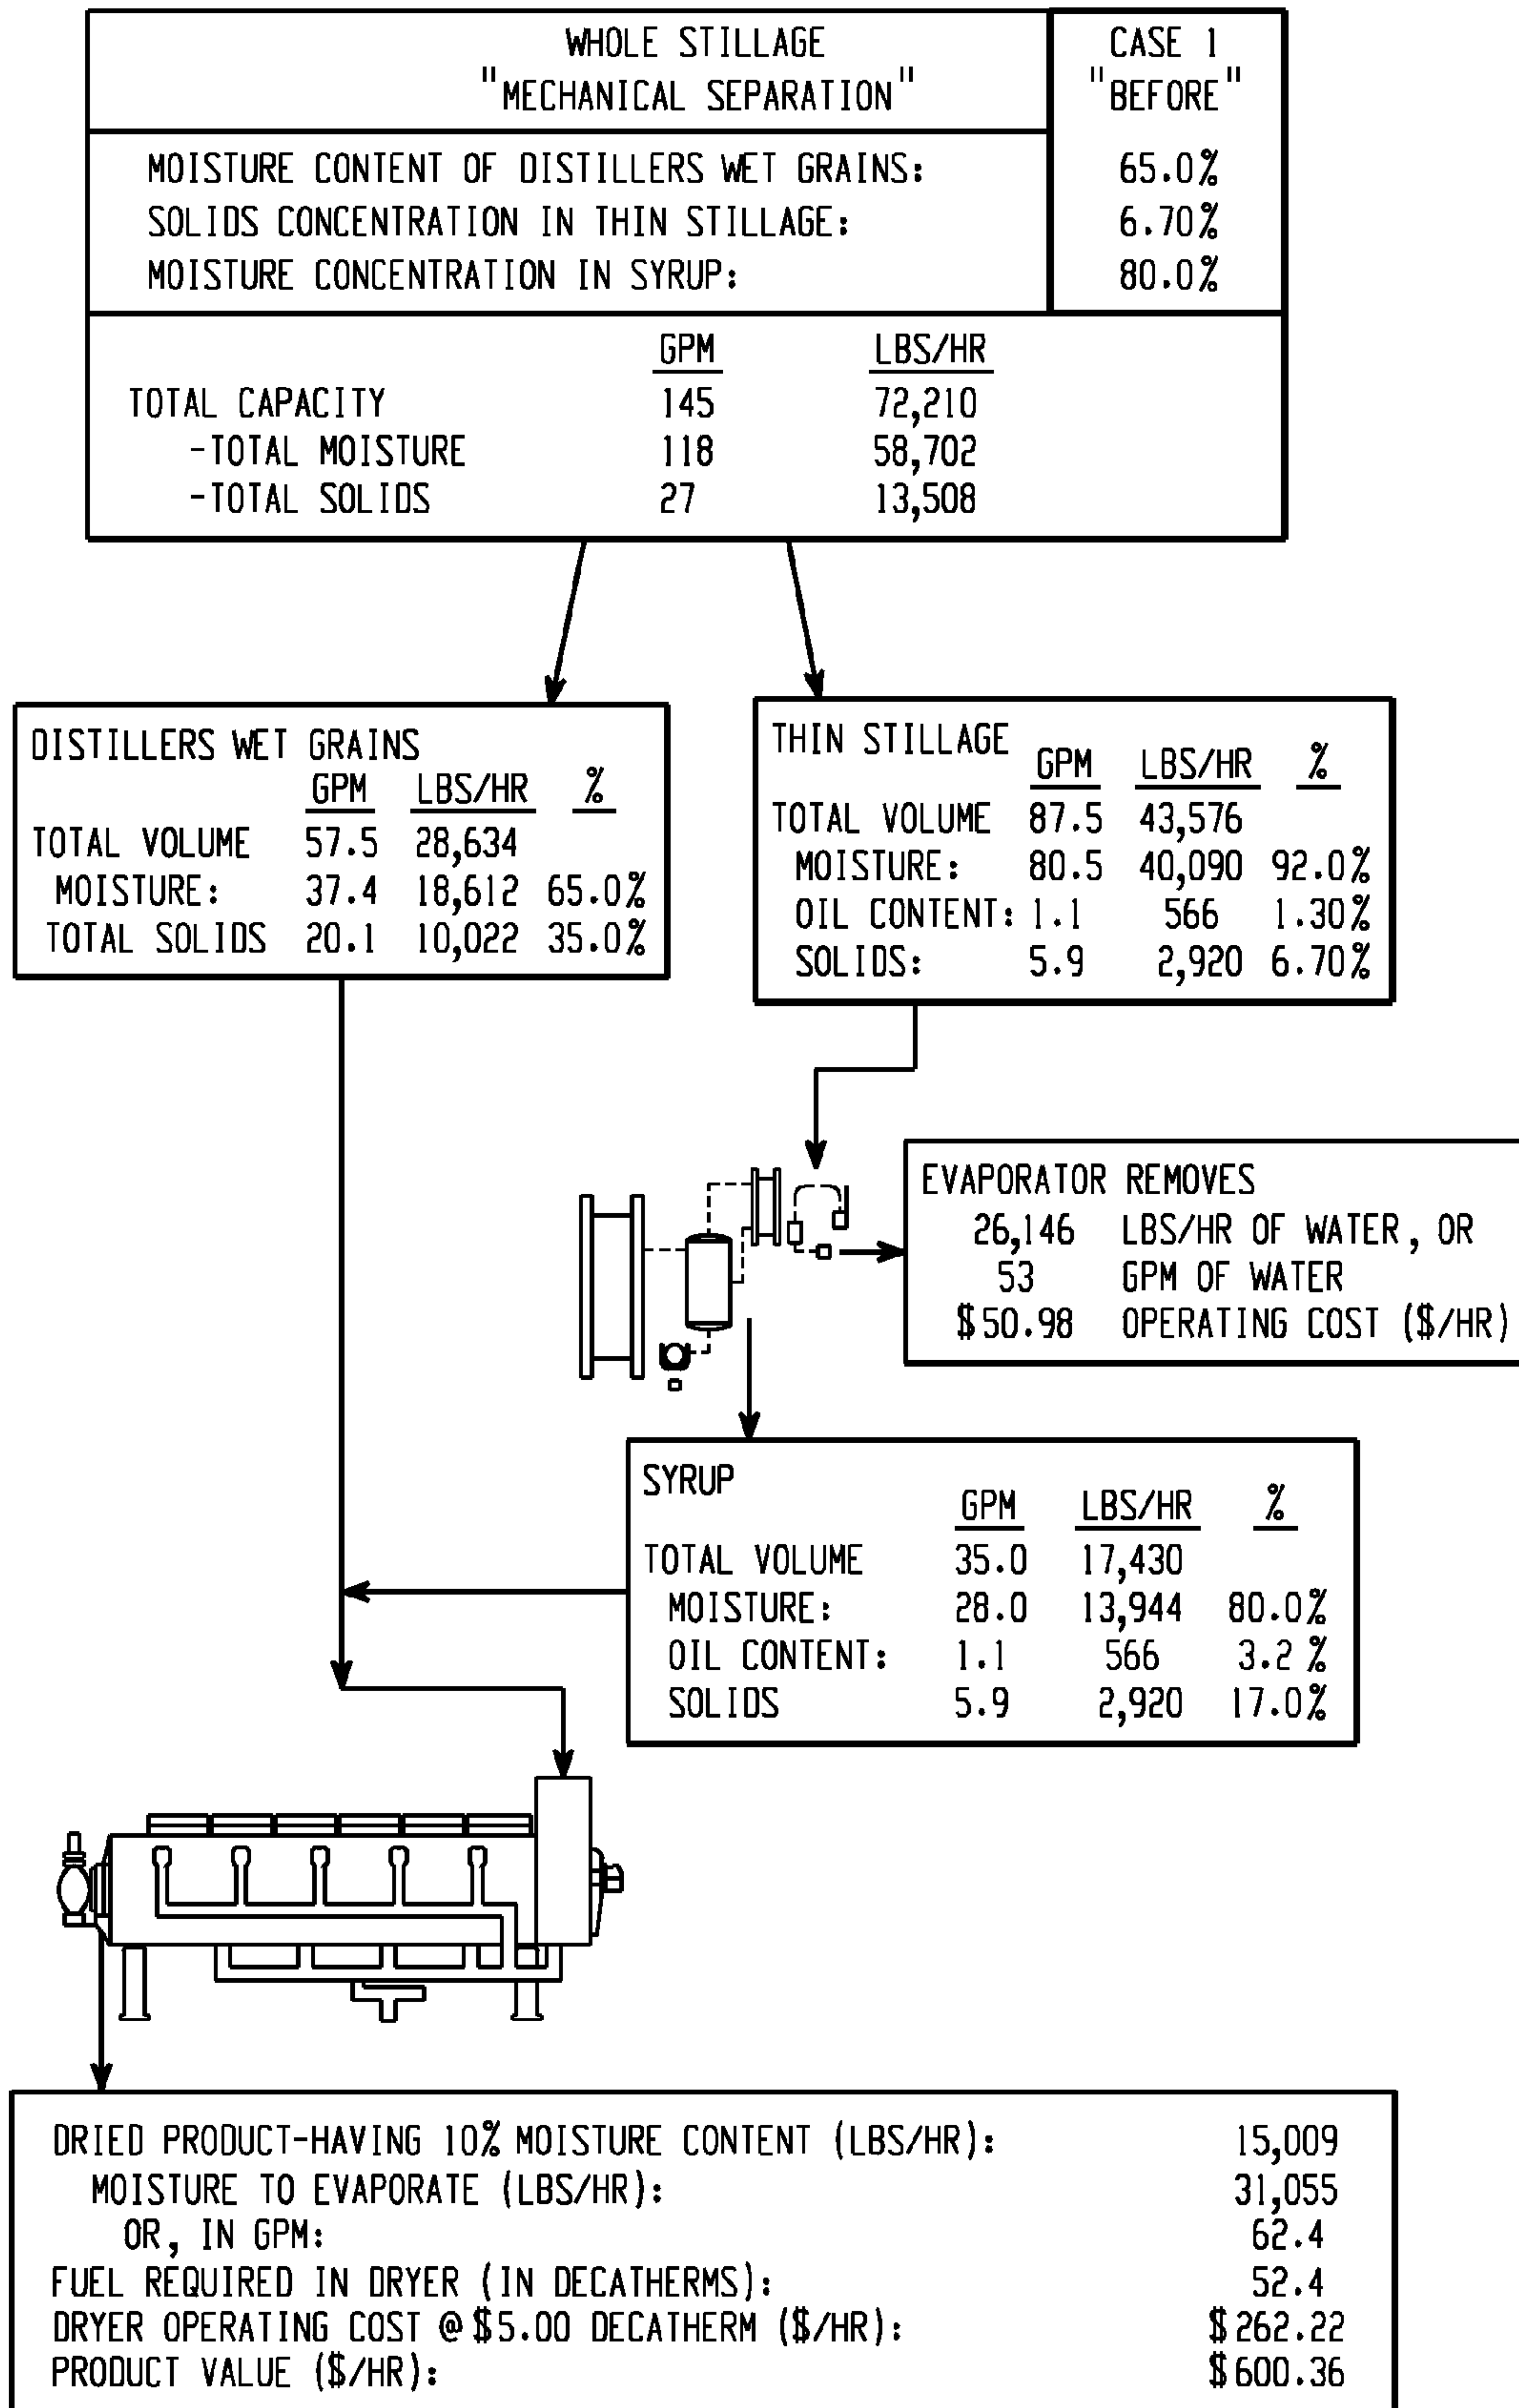 WHOLE STILLAGE
"MECHANICAL SEPARATION"
CASE 1
"BEFORE"
MOISTURE CONTENT OF DISTILLERS WET GRAINS: 65.0%
SOLIDS CONCENTRATION IN THIN STILLAGE: 6.70%
MOISTURE CONCENTRATION IN SYRUP: 80.0%
GPM LBS/HR
TOTAL CAPACITY 145 72,210
-TOTAL MOISTURE 118 58,702
-TOTAL SOLIDS 27 13,508
DISTILLERS WET GRAINS
GPM LBS/HR %
TOTAL VOLUME 57.5 28,634
MOISTURE: 37.4 18,612 65.0%
TOTAL SOLIDS 20.1 10,022 35.0%
THIN STILLAGE
GPM LBS/HR %
TOTAL VOLUME 87.5 43,576
MOISTURE: 80.5 40,090 92.0%
OIL CONTENT: 1.1 566 1.30%
SOLIDS: 5.9 2,920 6.70%
EVAPORATOR REMOVES
26,146 LBS/HR OF WATER, OR
53 GPM OF WATER
$50.98 OPERATING COST ($/HR)
SYRUP
GPM LBS/HR %
TOTAL VOLUME 35.0 17,430
MOISTURE: 28.0 13,944 80.0%
OIL CONTENT: 1.1 566 3.2 %
SOLIDS 5.9 2,920 17.0%
DRIED PRODUCT-HAVING 10% MOISTURE CONTENT (LBS/HR): 15,009
MOISTURE TO EVAPORATE (LBS/HR): 31,055
OR, IN GPM: 62.4
FUEL REQUIRED IN DRYER (IN DECATHERMS): 52.4
DRYER OPERATING COST @ $5.00 DECATHERM ($/HR): $262.22
PRODUCT VALUE ($/HR): $600.36